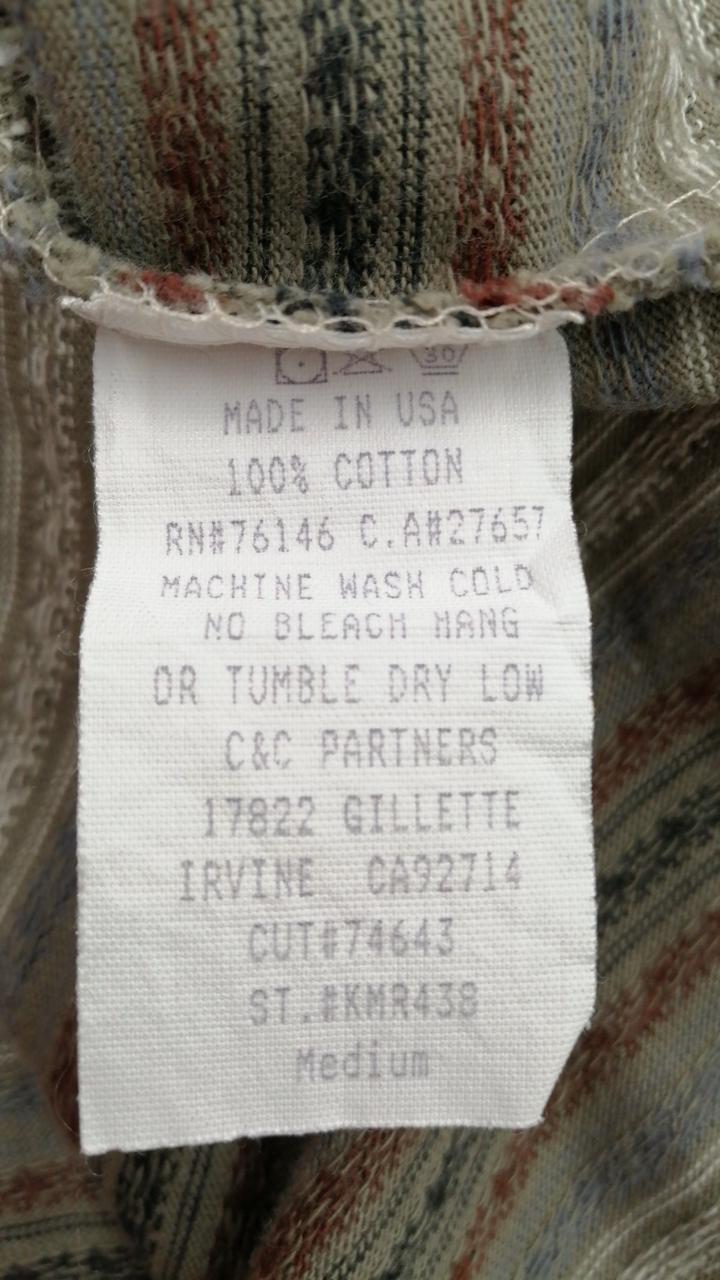 30
MADE IN USA
100% COTTON
RN#76146 C.A#27657
MACHINE WASH COLD
NO BLEACH HANG
OR TUMBLE DRY LOW
C&C PARTNERS
17822 GILLETTE
IRVINE CA92714
CUT#74643
ST.#KMR438
Medium